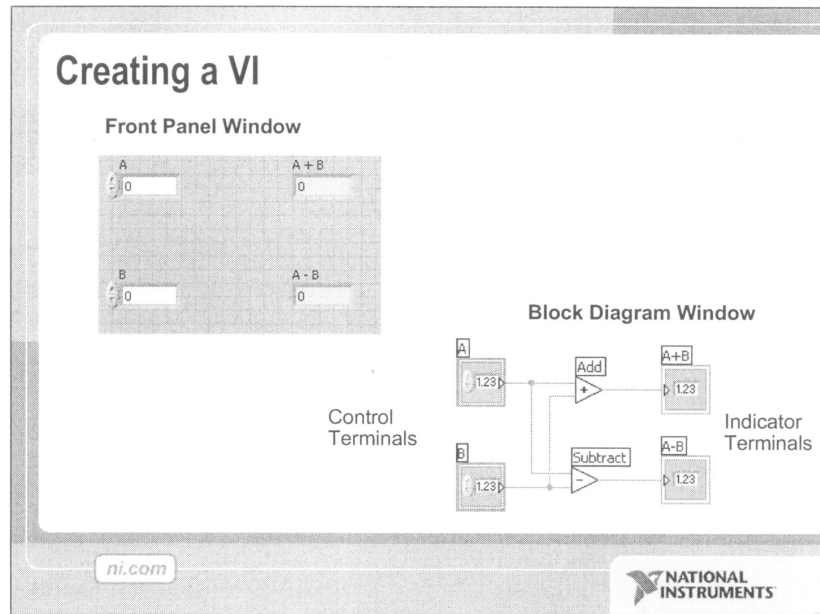 Creating a VI
Front Panel Window
A
0
A + B
0
B
0
A - B
0
Block Diagram Window
A
1.23
Add
+
A+B
1.23
Control
Terminals
Indicator
Terminals
B
1.23
Subtract
-
A-B
1.23
ni.com
NATIONAL
INSTRUMENTS